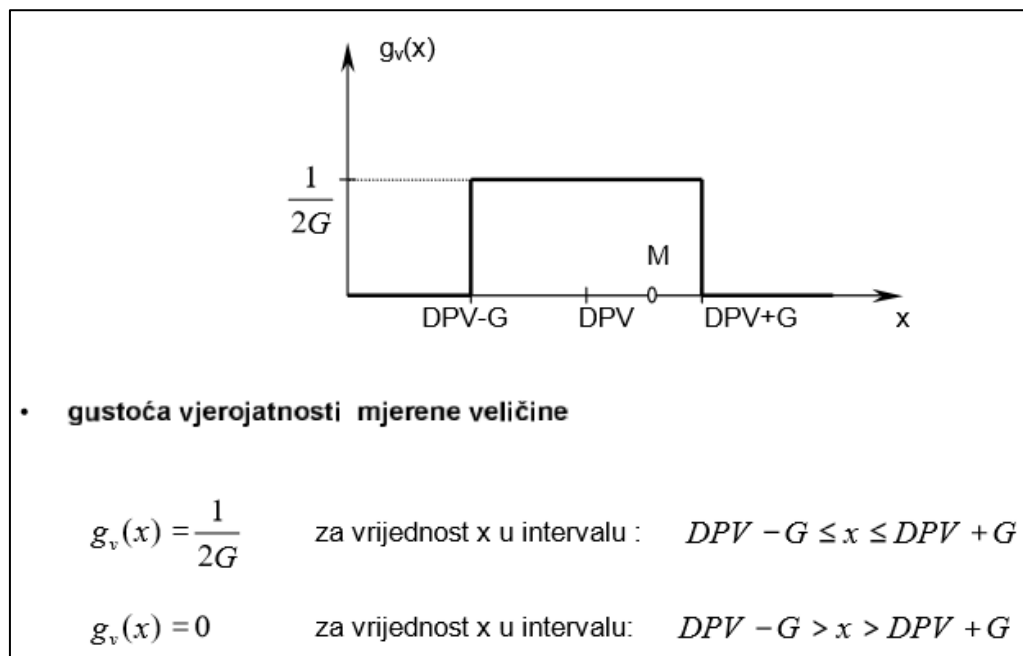 gᵥ(x)
1/2G
M
DPV-G DPV DPV+G x
• gustoća vjerojatnosti mjerene veličine
gᵥ(x) = 1/2G za vrijednost x u intervalu : DPV − G ≤ x ≤ DPV + G
gᵥ(x) = 0 za vrijednost x u intervalu: DPV − G > x > DPV + G